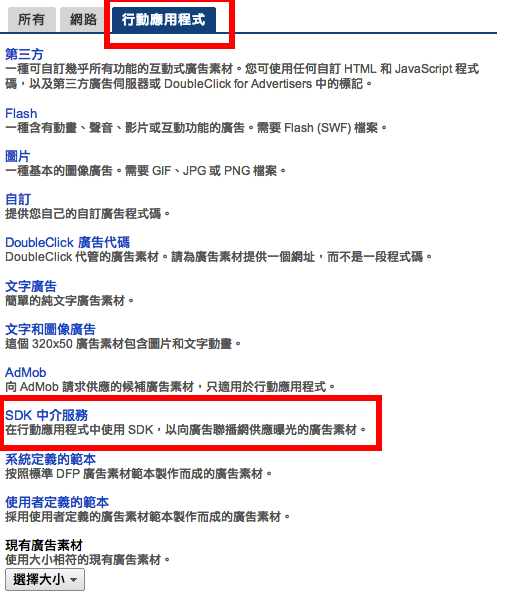 所有 網路 行動應用程式
第三方
一種可自訂幾乎所有功能的互動式廣告素材。您可使用任何自訂 HTML 和 JavaScript 程式
碼，以及第三方廣告伺服器或 DoubleClick for Advertisers 中的標記。
Flash
一種含有動畫、聲音、影片或互動功能的廣告。需要 Flash (SWF) 檔案。
圖片
一種基本的圖像廣告。需要 GIF、JPG 或 PNG 檔案。
自訂
提供您自己的自訂廣告程式碼。
DoubleClick 廣告代碼
DoubleClick 代管的廣告素材。請為廣告素材提供一個網址，而不是一段程式碼。
文字廣告
簡單的純文字廣告素材。
文字和圖像廣告
這個 320x50 廣告素材包含圖片和文字動畫。
AdMob
向 AdMob 請求供應的候補廣告素材，只適用於行動應用程式。
SDK 中介服務
在行動應用程式中使用 SDK，以向廣告聯播網供應曝光的廣告素材。
系統定義的範本
按照標準 DFP 廣告素材範本製作而成的廣告素材。
使用者定義的範本
採用使用者定義的廣告素材範本製作而成的廣告素材。
現有廣告素材
使用大小相符的現有廣告素材。
選擇大小